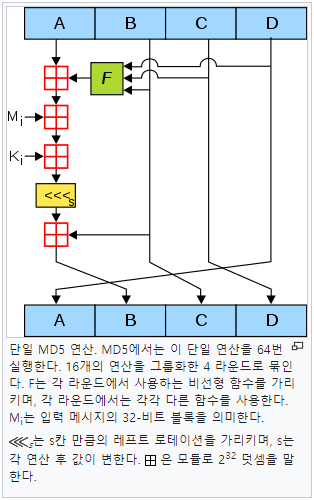 A B C D
F
Mi
Ki
<<<s
A B C D
단일 MD5 연산. MD5에서는 이 단일 연산을 64번
실행한다. 16개의 연산을 그룹화한 4 라운드로 묶인
다. F는 각 라운드에서 사용하는 비선형 함수를 가리
키며, 각 라운드에서는 각각 다른 함수를 사용한다.
Mi는 입력 메시지의 32-비트 블록을 의미한다.
⋘s는 s칸 만큼의 레프트 로테이션을 가리키며, s는
각 연산 후 값이 변한다. ⊞은 모듈로 2³² 덧셈을 말
한다.